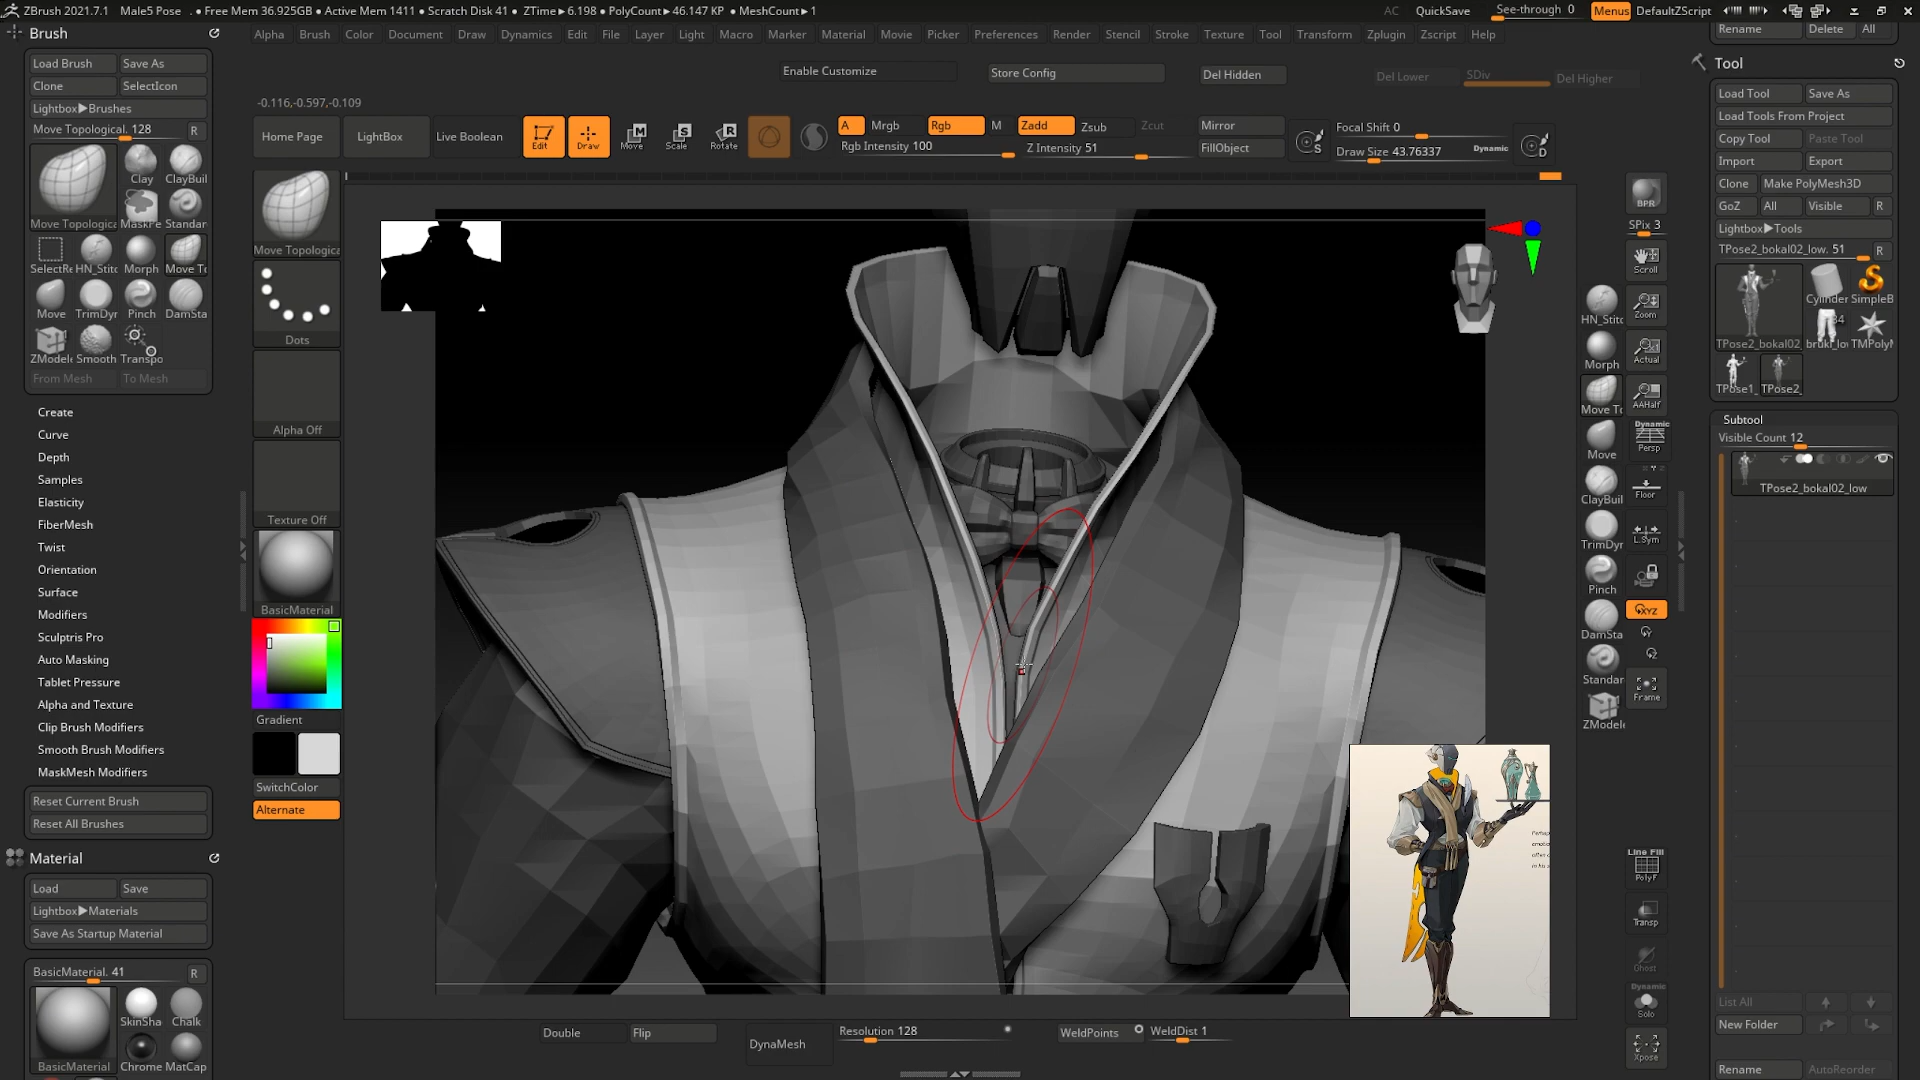 ZBrush 2021.7.1 Male5 Pose . • Free Mem 36.925GB • Active Mem 1411 • Scratch Disk 41 • ZTime▶6.198 • PolyCount▶46.147 KP • MeshCount▶1 AC QuickSave See-through 0 Menus DefaultZScript
Brush
Alpha Brush Color Document Draw Dynamics Edit File Layer Light Macro Marker Material Movie Picker Preferences Render Stencil Stroke Texture Tool Transform Zplugin Zscript Help
Load Brush Save As
Clone SelectIcon
Lightbox▶Brushes
Move Topological. 128 R
Move Topologica
Clay ClayBuil
MaskPe Standar
SelectRe HN_Stitc Morph Move To
Move TrimDyr Pinch DamSta
ZModele Smooth Transpo
From Mesh To Mesh
Create
Curve
Depth
Samples
Elasticity
FiberMesh
Twist
Orientation
Surface
Modifiers
Sculptris Pro
Auto Masking
Tablet Pressure
Alpha and Texture
Clip Brush Modifiers
Smooth Brush Modifiers
MaskMesh Modifiers
Reset Current Brush
Reset All Brushes
Material
Load Save
Lightbox▶Materials
Save As Startup Material
BasicMaterial. 41 R
SkinSha Chalk
BasicMaterial Chrome MatCap
Enable Customize Store Config Del Hidden Del Lower SDiv Del Higher
-0.116,-0.597,-0.109
Home Page LightBox Live Boolean Edit Draw Move Scale Rotate
A Mrgb Rgb M Zadd Zsub Zcut
Rgb Intensity 100 Z Intensity 51
Mirror
FillObject
Focal Shift 0
Draw Size 43.76337 Dynamic
Move Topologica
Dots
Alpha Off
Texture Off
BasicMaterial
Gradient
SwitchColor
Alternate
Double Flip DynaMesh Resolution 128 WeldPoints WeldDist 1
HN_Stitc
Morph
Move To
Move
ClayBuil
TrimDyr
Pinch
DamSta
Standar
ZModele
BPR
SPix 3
Scroll
Zoom
Actual
AAHalf
Dynamic
Persp
Floor
L.Sym
XYZ
Frame
Line Fill
PolyF
Transp
Ghost
Dynamic
Solo
Xpose
Rename Delete All
Tool
Load Tool Save As
Load Tools From Project
Copy Tool Paste Tool
Import Export
Clone Make PolyMesh3D
GoZ All Visible R
Lightbox▶Tools
TPose2_bokal02_low. 51 R
TPose2_bokal02_
Cylinder SimpleB
34
TMPolyM
TPose1_ TPose2_
Subtool
Visible Count 12
TPose2_bokal02_low
List All
New Folder
Rename AutoReorder